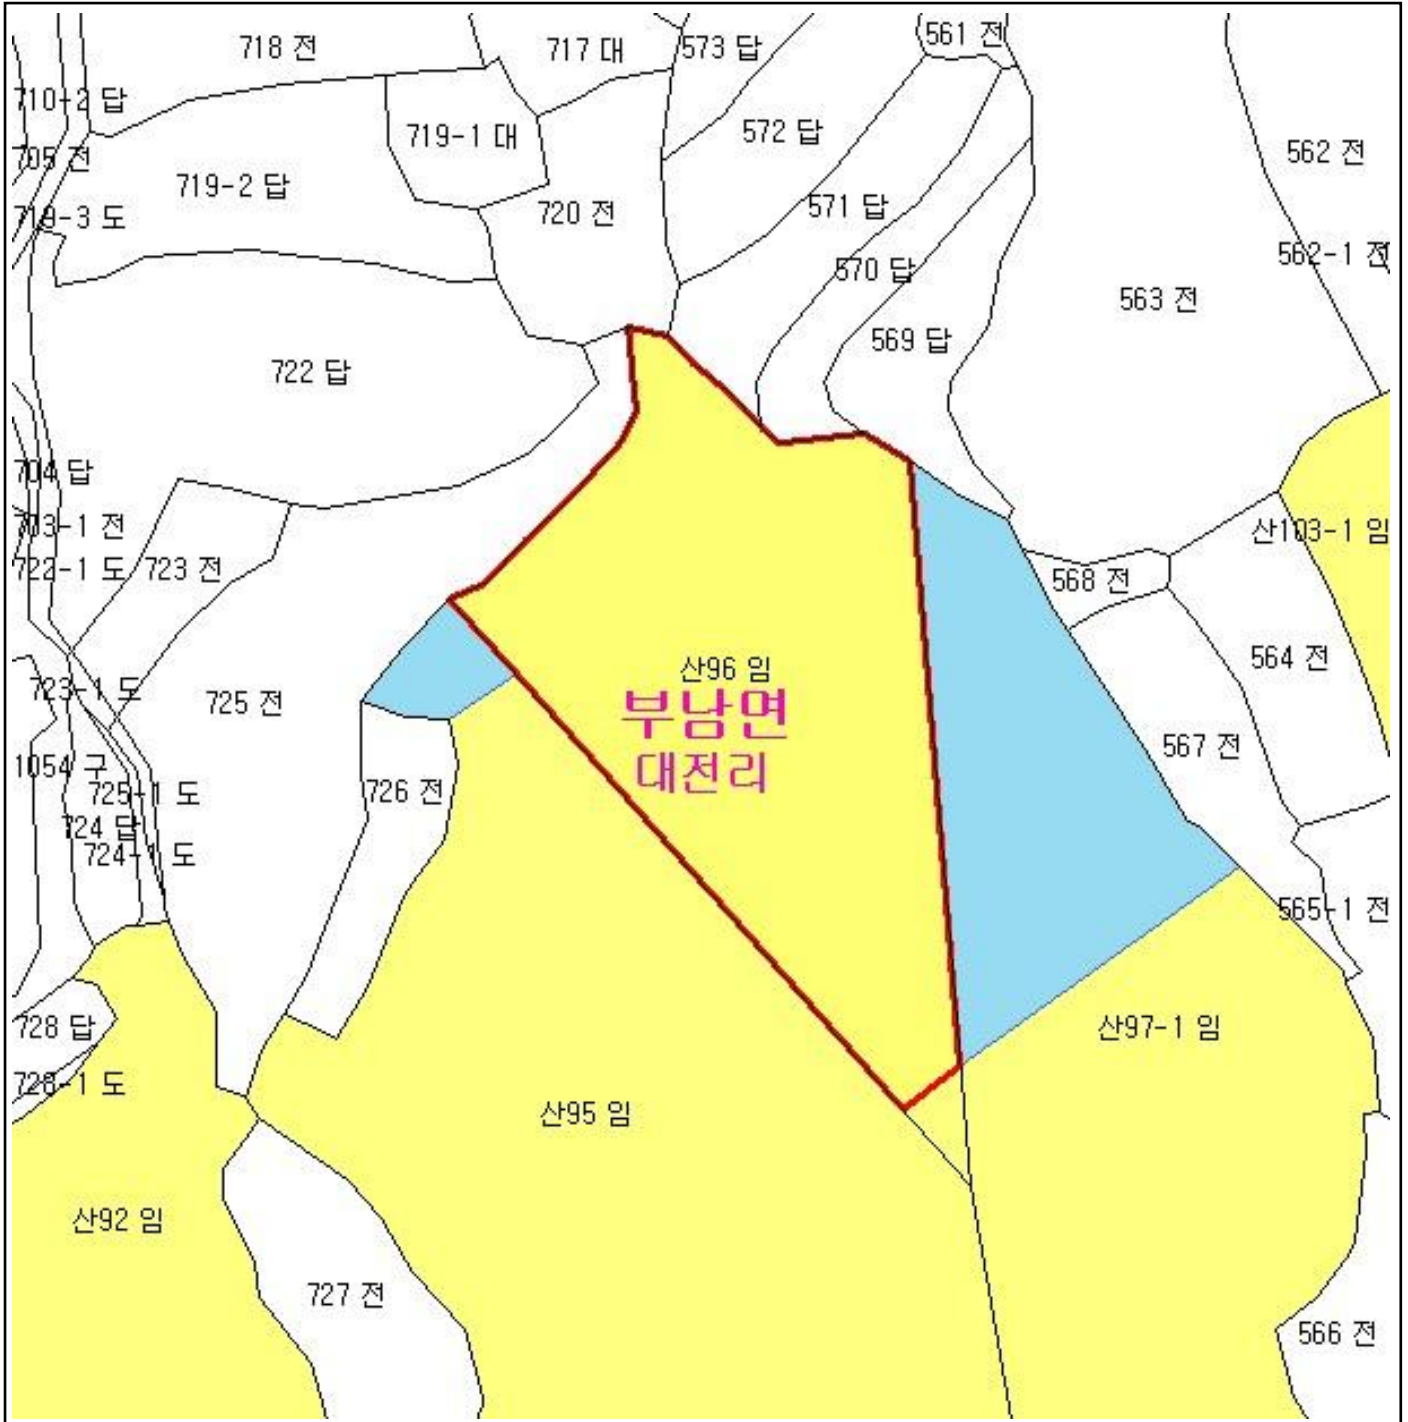 718 전
717 대
573 답
561 전
710-2 답
719-1 대
572 답
705 전
562 전
719-2 답
719-3 도
720 전
571 답
562-1 전
570 답
563 전
569 답
722 답
704 답
703-1 전
산103-1 임
722-1 도
723 전
568 전
산96 임
564 전
723-1 도
725 전
부남면
567 전
대전리
1054 구
725-1 도
726 전
724 답
724-1 도
565-1 전
728 답
산97-1 임
728-1 도
산95 임
산92 임
727 전
566 전